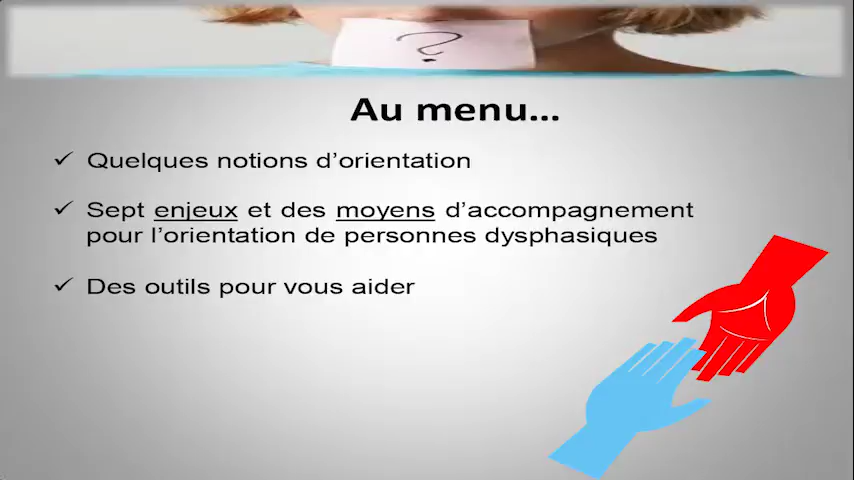 ?
Au menu...
✓ Quelques notions d’orientation
✓ Sept enjeux et des moyens d’accompagnement
pour l’orientation de personnes dysphasiques
✓ Des outils pour vous aider